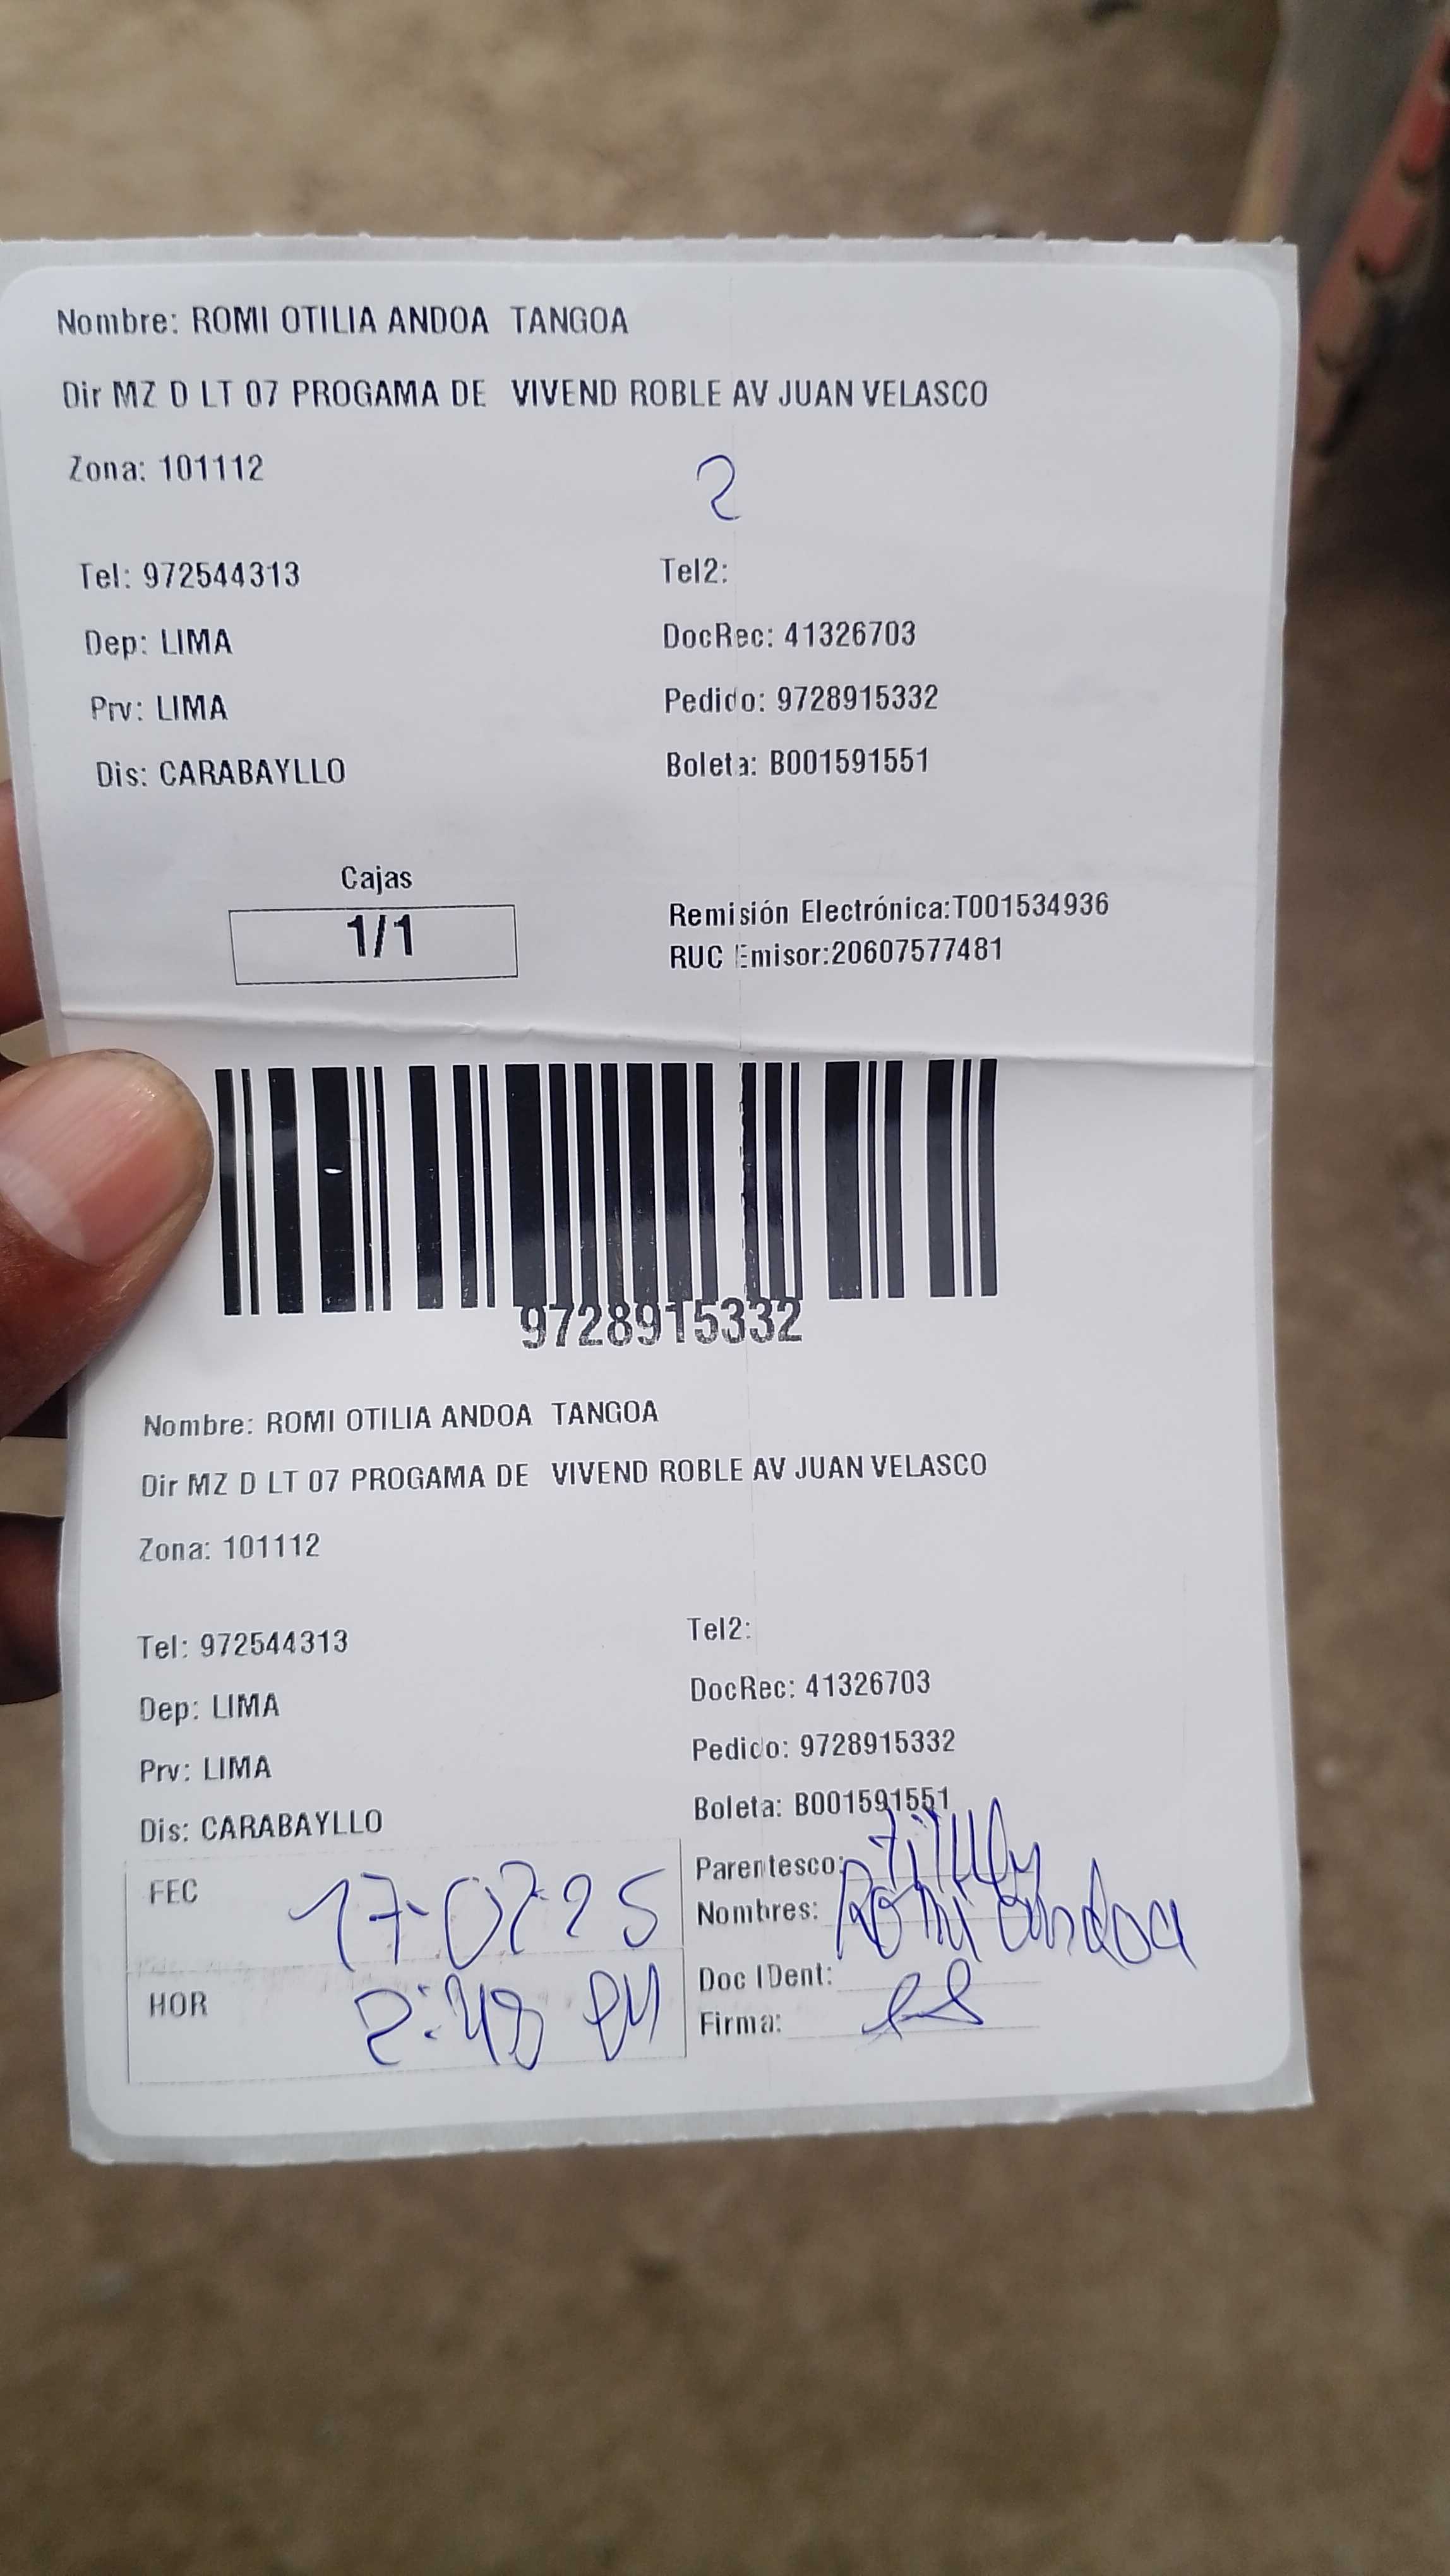 Nombre: ROMI OTILIA ANDOA TANGOA
Dir MZ D LT 07 PROGAMA DE VIVEND ROBLE AV JUAN VELASCO
Zona: 101112
2
Tel: 972544313
Tel2:
Dep: LIMA
DocRec: 41326703
Prv: LIMA
Pedido: 9728915332
Dis: CARABAYLLO
Boleta: B001591551
Cajas
1/1
Remisión Electrónica:T001534936
RUC Emisor:20607577481
9728915332
Nombre: ROMI OTILIA ANDOA TANGOA
Dir MZ D LT 07 PROGAMA DE VIVEND ROBLE AV JUAN VELASCO
Zona: 101112
Tel: 972544313
Tel2:
Dep: LIMA
DocRec: 41326703
Prv: LIMA
Pedido: 9728915332
Dis: CARABAYLLO
Boleta: B001591551
FEC 17-07-25
Parentesco:
Nombres: Romi Andoa
HOR 2:48 PM
Doc IDent:
Firma: